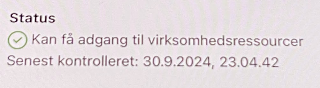 Status
Kan få adgang til virksomhedsressourcer
Senest kontrolleret: 30.9.2024, 23.04.42